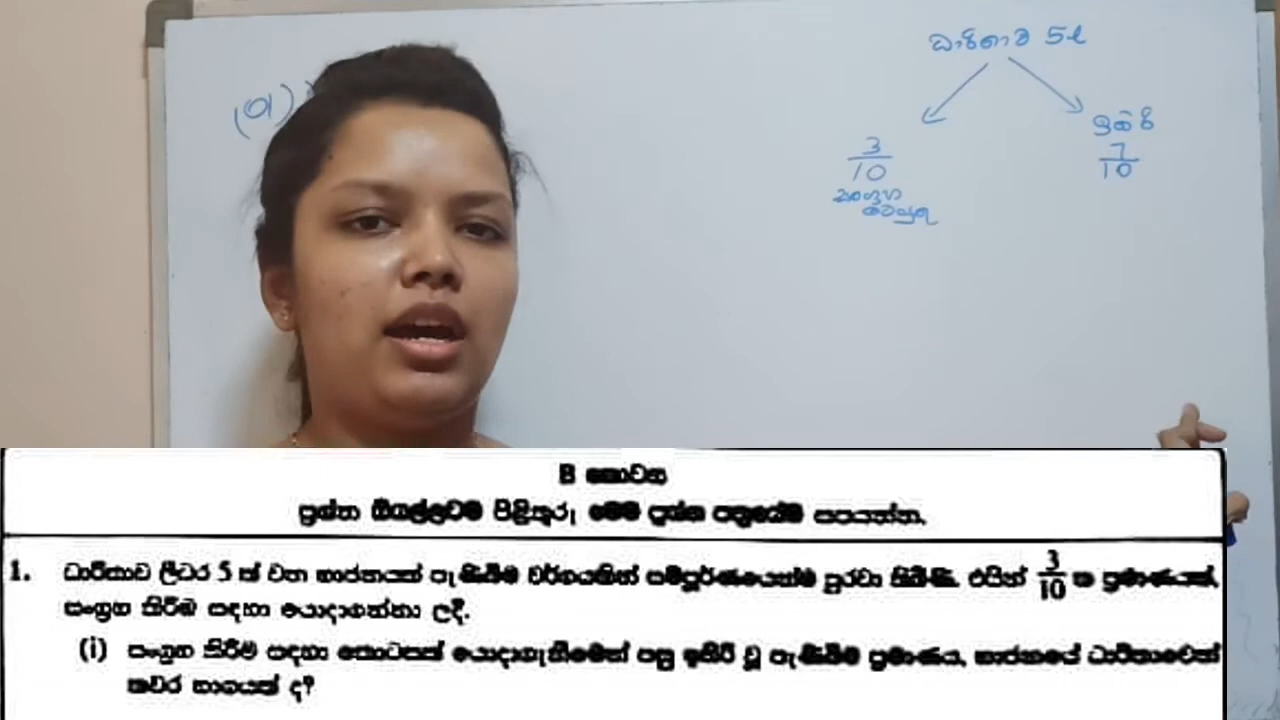 (a)
ධාරිතාව 5l
3/10
සංග්‍රහ
වෙනුවෙ
ඉතිරි
7/10
B කොටස
ප්‍රශ්න සියල්ලටම පිළිතුරු මෙම ප්‍රශ්න පත්‍රයේම සපයන්න.
1. ධාරිතාව ලීටර 5 ක් වන භාජනයක් පැණිබීම වර්ගයකින් සම්පූර්ණයෙන්ම පුරවා තිබිණි. එයින් 3/10 ක ප්‍රමාණයක්,
සංග්‍රහ කිරීම සඳහා යොදාගන්නා ලදී.
(i) සංග්‍රහ කිරීම සඳහා කොටසක් යොදාගැනීමෙන් පසු ඉතිරි වූ පැණිබීම ප්‍රමාණය, භාජනයේ ධාරිතාවෙන්
කවර භාගයක් ද?